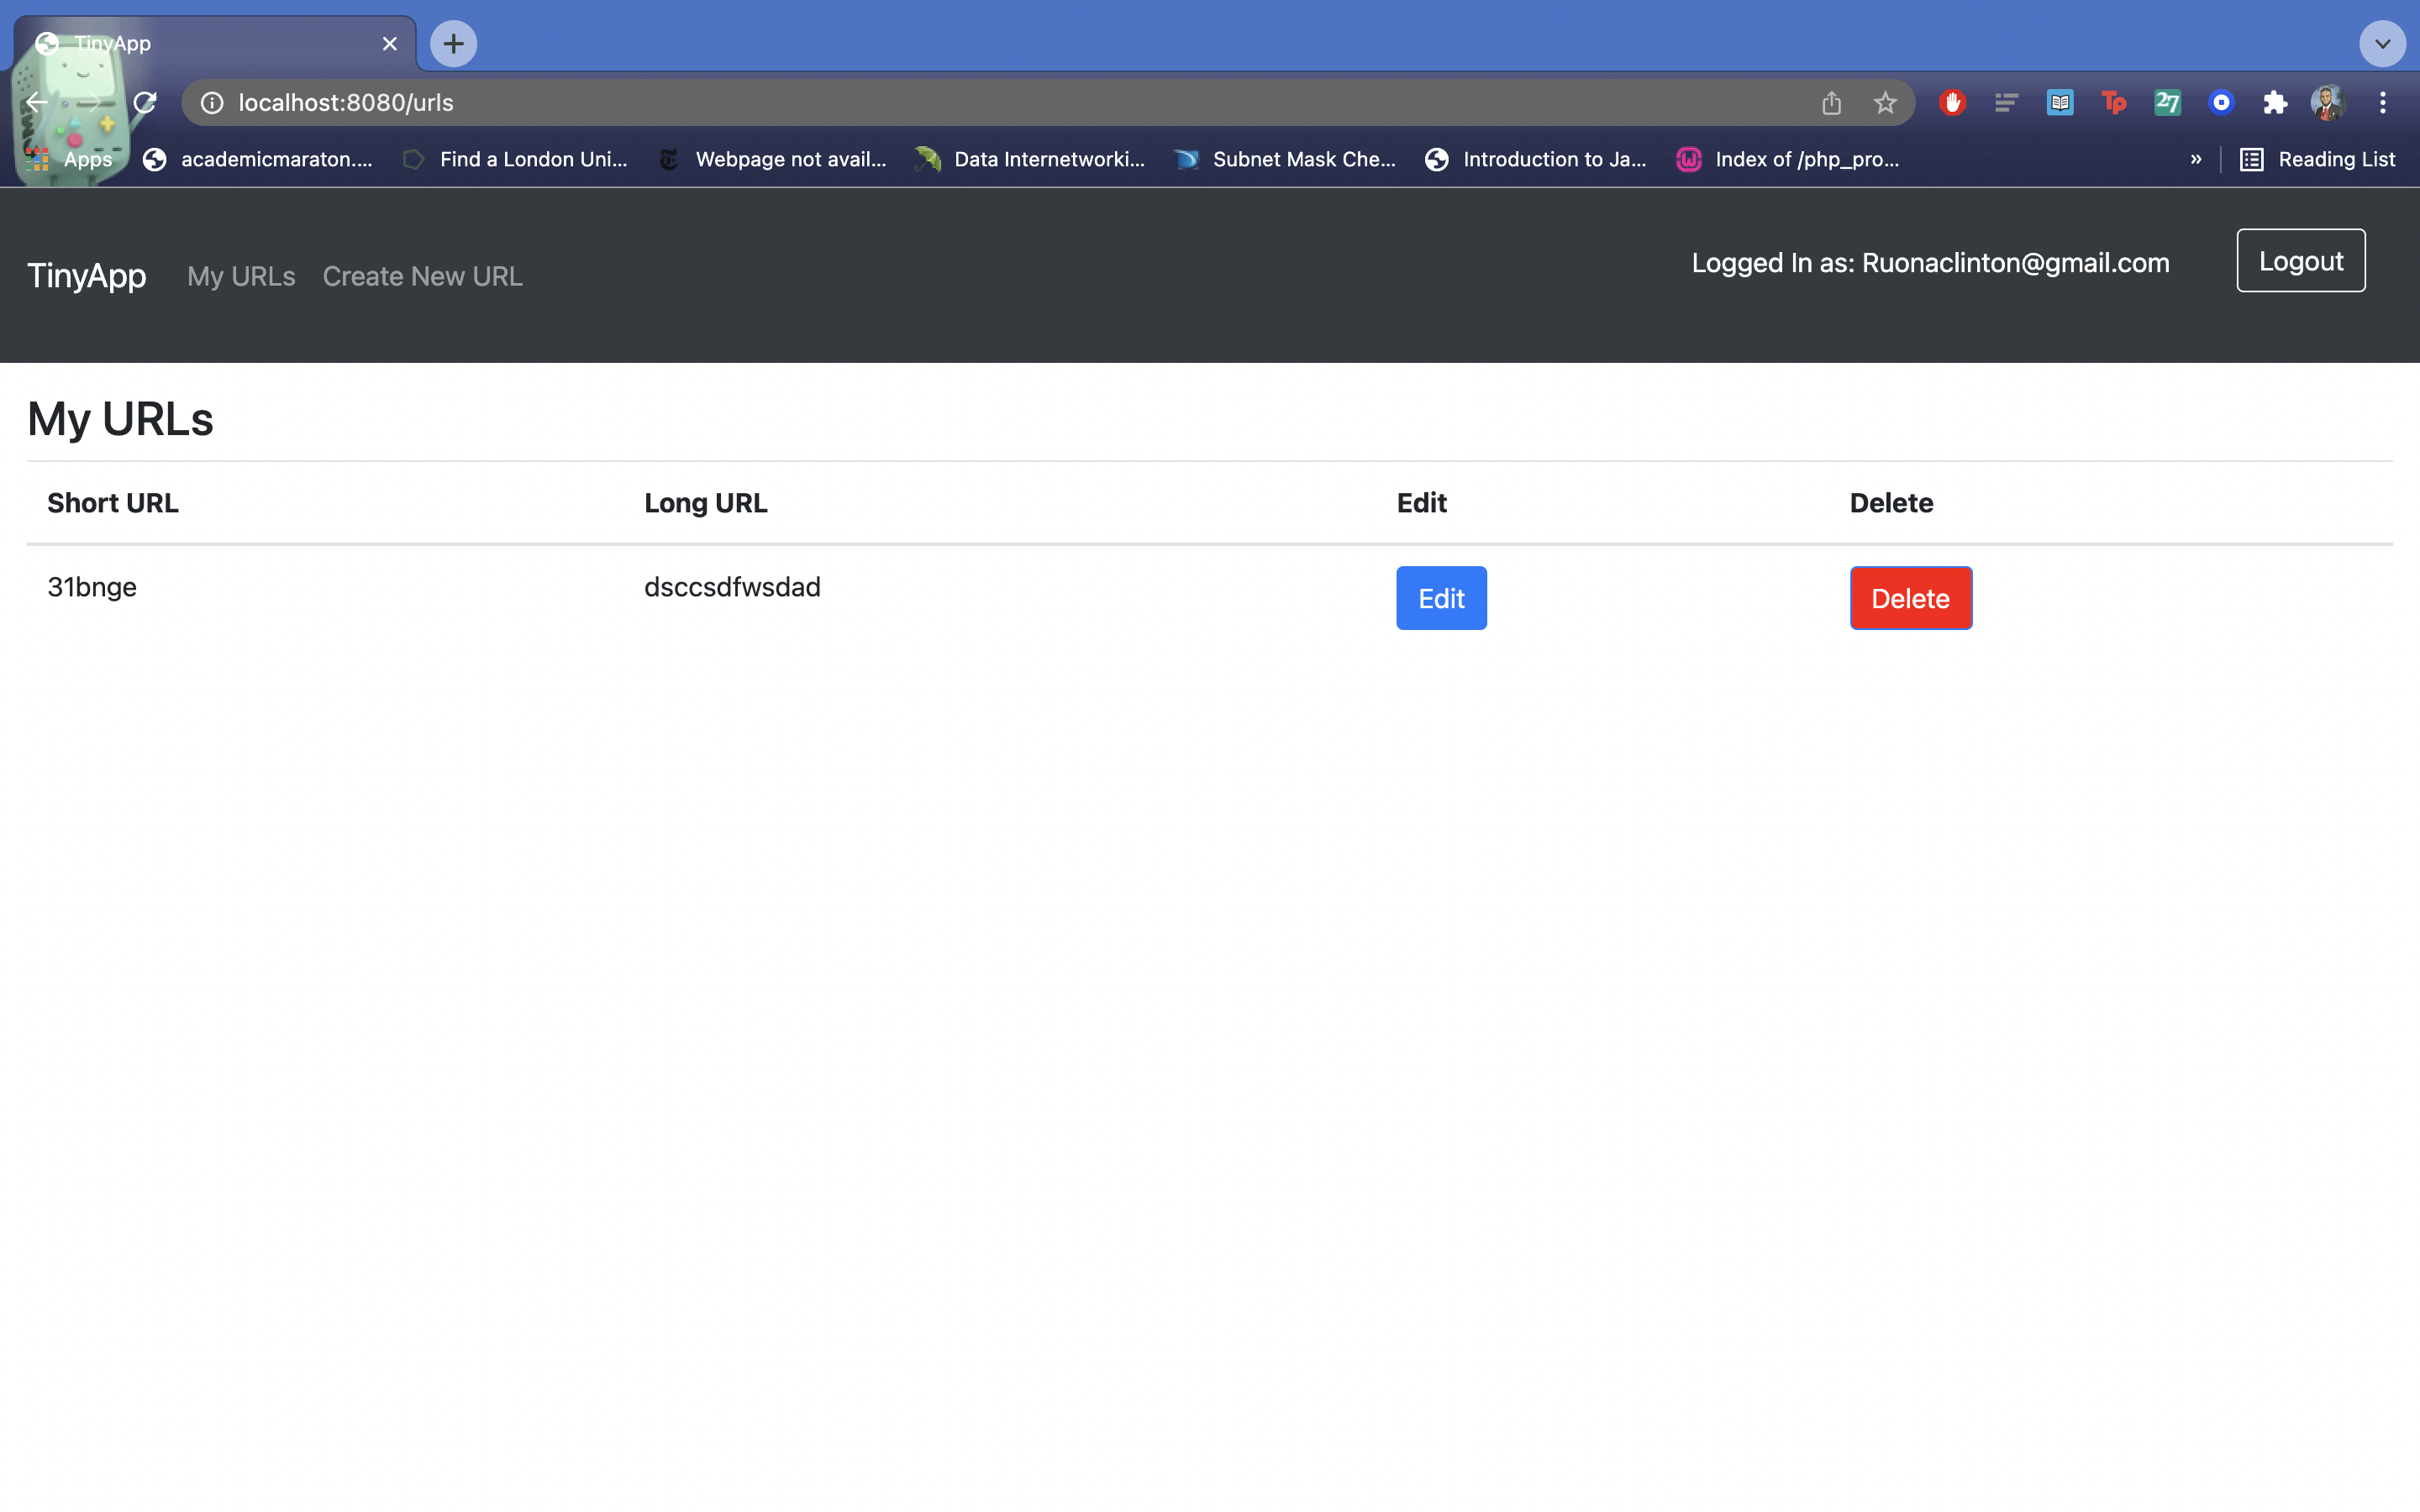 TinyApp
localhost:8080/urls
Tp 27
Apps academicmaraton.... Find a London Uni... Webpage not avail... Data Internetworki... Subnet Mask Che... Introduction to Ja... Index of /php_pro... » Reading List
TinyApp My URLs Create New URL Logged In as: Ruonaclinton@gmail.com Logout
My URLs
Short URL Long URL Edit Delete
31bnge dsccsdfwsdad Edit Delete